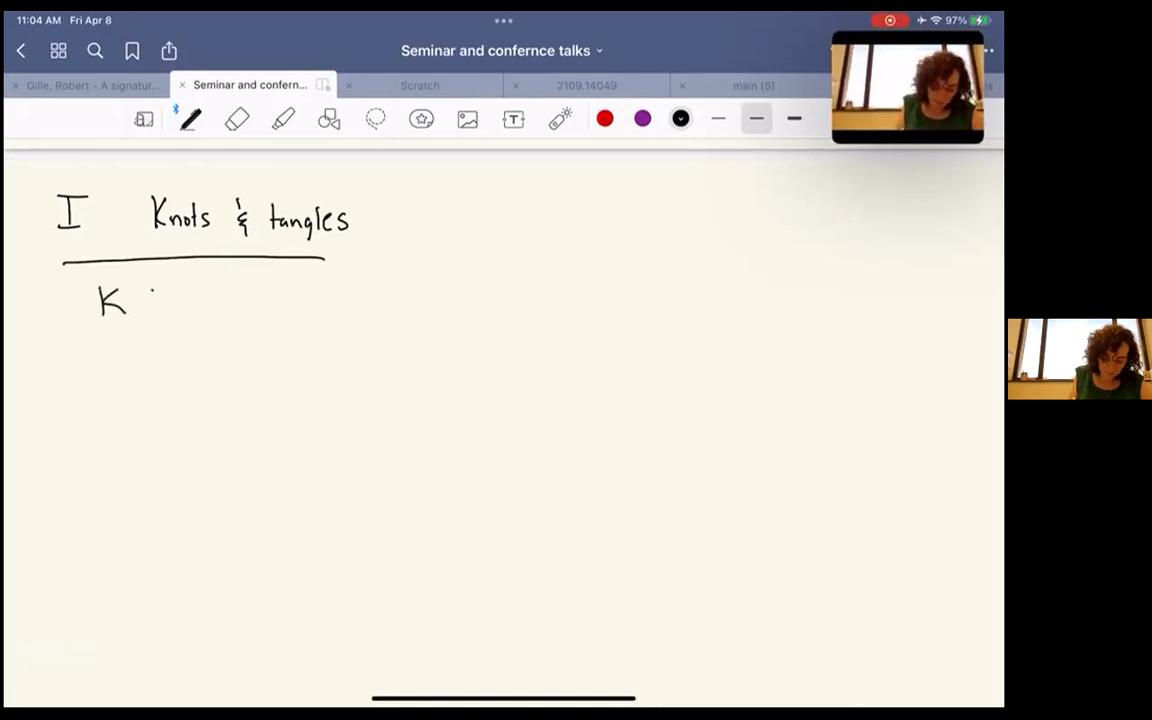 11:04 AM Fri Apr 8
97%
Seminar and confernce talks
Gille, Robert - A signatur...
Seminar and confern...
Scratch
2109.14049
main (5)
T
I Knots & tangles
K